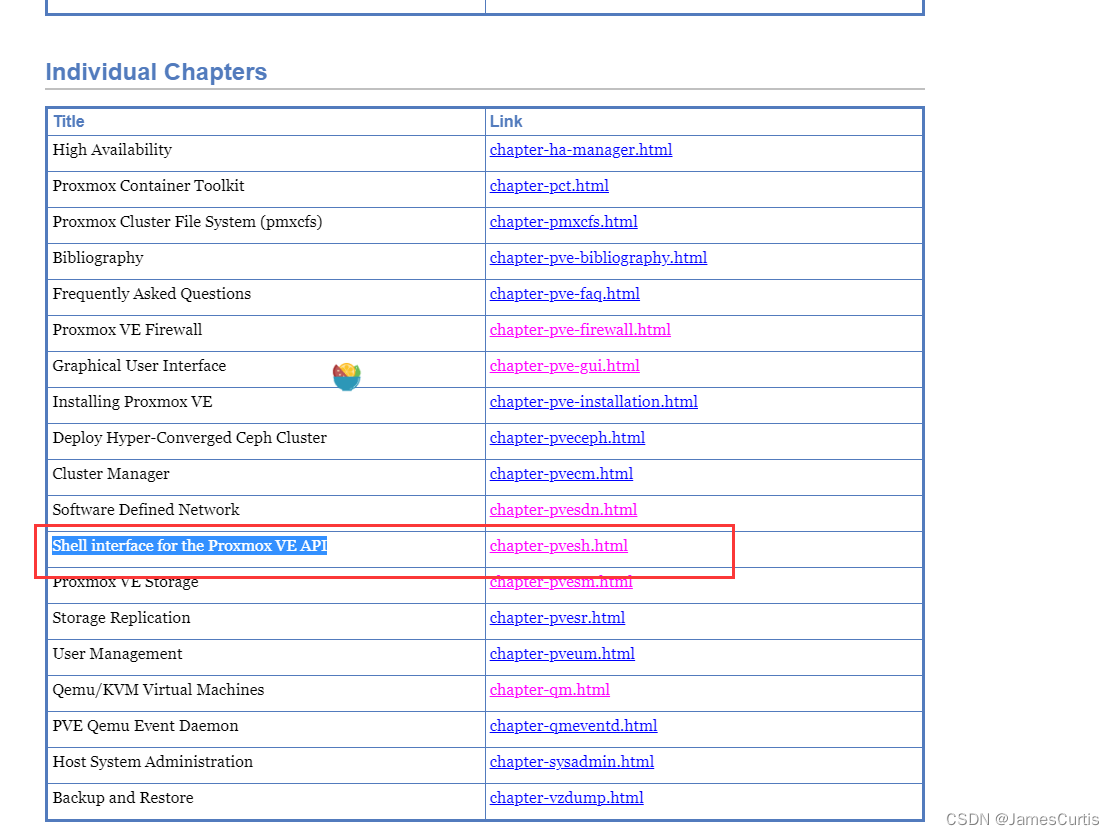 Individual Chapters
Title Link
High Availability chapter-ha-manager.html
Proxmox Container Toolkit chapter-pct.html
Proxmox Cluster File System (pmxcfs) chapter-pmxcfs.html
Bibliography chapter-pve-bibliography.html
Frequently Asked Questions chapter-pve-faq.html
Proxmox VE Firewall chapter-pve-firewall.html
Graphical User Interface chapter-pve-gui.html
Installing Proxmox VE chapter-pve-installation.html
Deploy Hyper-Converged Ceph Cluster chapter-pveceph.html
Cluster Manager chapter-pvecm.html
Software Defined Network chapter-pvesdn.html
Shell interface for the Proxmox VE API chapter-pvesh.html
Proxmox VE Storage chapter-pvesm.html
Storage Replication chapter-pvesr.html
User Management chapter-pveum.html
Qemu/KVM Virtual Machines chapter-qm.html
PVE Qemu Event Daemon chapter-qmeventd.html
Host System Administration chapter-sysadmin.html
Backup and Restore chapter-vzdump.html
CSDN @JamesCurtis